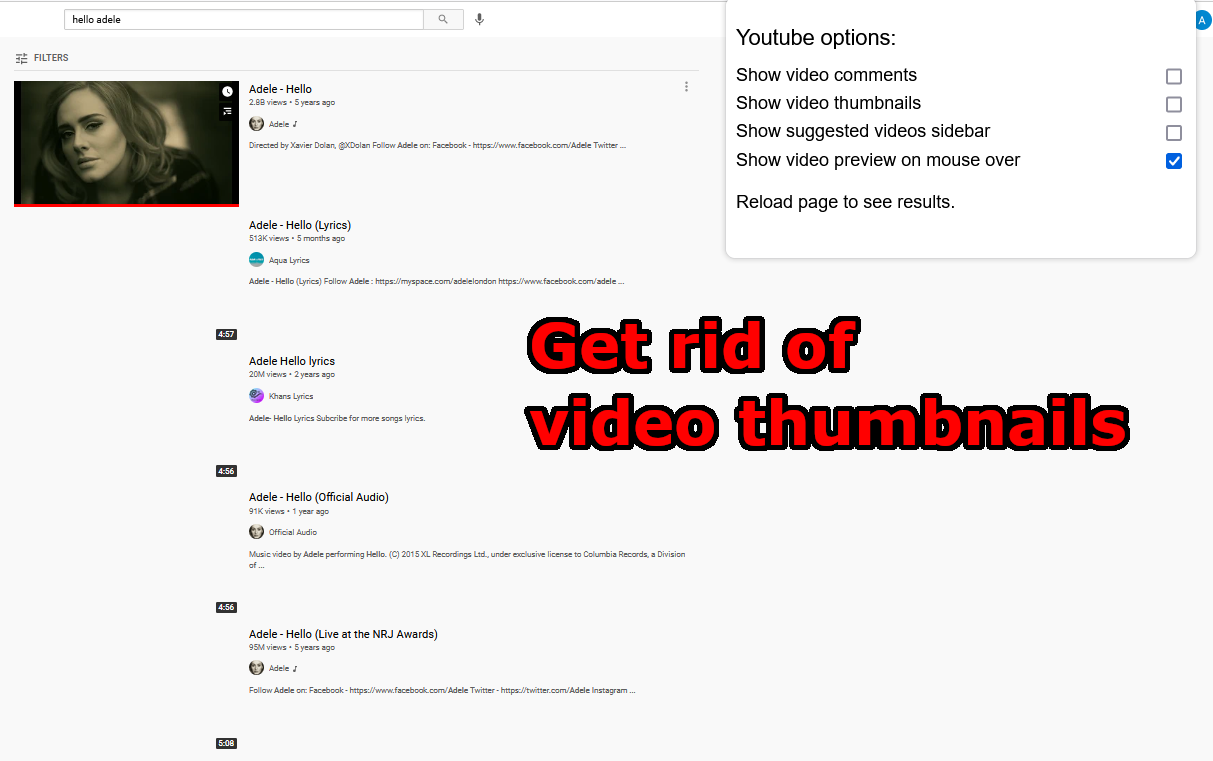 hello adele
A
Youtube options:
Show video comments
Show video thumbnails
Show suggested videos sidebar
Show video preview on mouse over
Reload page to see results.
FILTERS
Adele - Hello
2.8B views • 5 years ago
Adele ♪
Directed by Xavier Dolan, @XDolan Follow Adele on: Facebook - https://www.facebook.com/Adele Twitter ...
Adele - Hello (Lyrics)
513K views • 5 months ago
Aqua Lyrics
Adele - Hello (Lyrics) Follow Adele : https://myspace.com/adelelondon https://www.facebook.com/adele ...
4:57
Adele Hello lyrics
20M views • 2 years ago
Khans Lyrics
Adele- Hello Lyrics Subcribe for more songs lyrics.
4:56
Get rid of
video thumbnails
Adele - Hello (Official Audio)
91K views • 1 year ago
Official Audio
Music video by Adele performing Hello. (C) 2015 XL Recordings Ltd., under exclusive license to Columbia Records, a Division
of ...
4:56
Adele - Hello (Live at the NRJ Awards)
95M views • 5 years ago
Adele ♪
Follow Adele on: Facebook - https://www.facebook.com/Adele Twitter - https://twitter.com/Adele Instagram ...
5:08